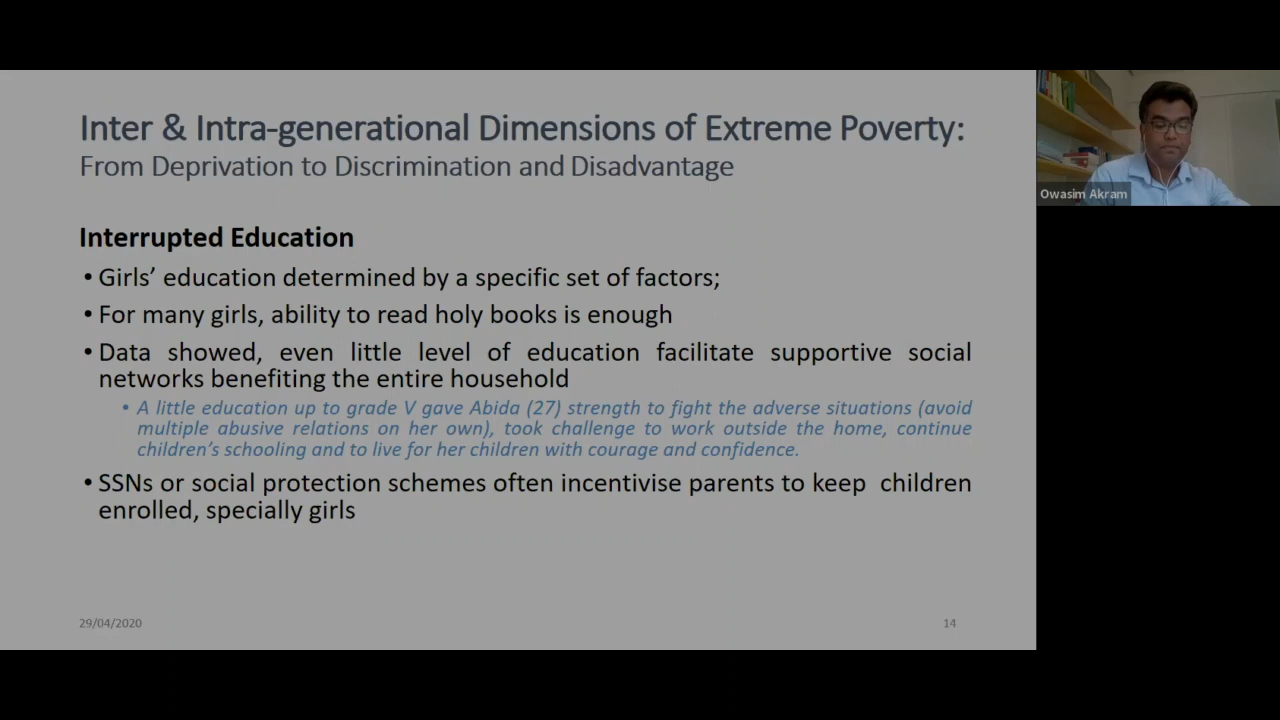 Inter & Intra-generational Dimensions of Extreme Poverty:
From Deprivation to Discrimination and Disadvantage
Interrupted Education
• Girls’ education determined by a specific set of factors;
• For many girls, ability to read holy books is enough
• Data showed, even little level of education facilitate supportive social
networks benefiting the entire household
• A little education up to grade V gave Abida (27) strength to fight the adverse situations (avoid
multiple abusive relations on her own), took challenge to work outside the home, continue
children’s schooling and to live for her children with courage and confidence.
• SSNs or social protection schemes often incentivise parents to keep children
enrolled, specially girls
29/04/2020
14
Owasim Akram